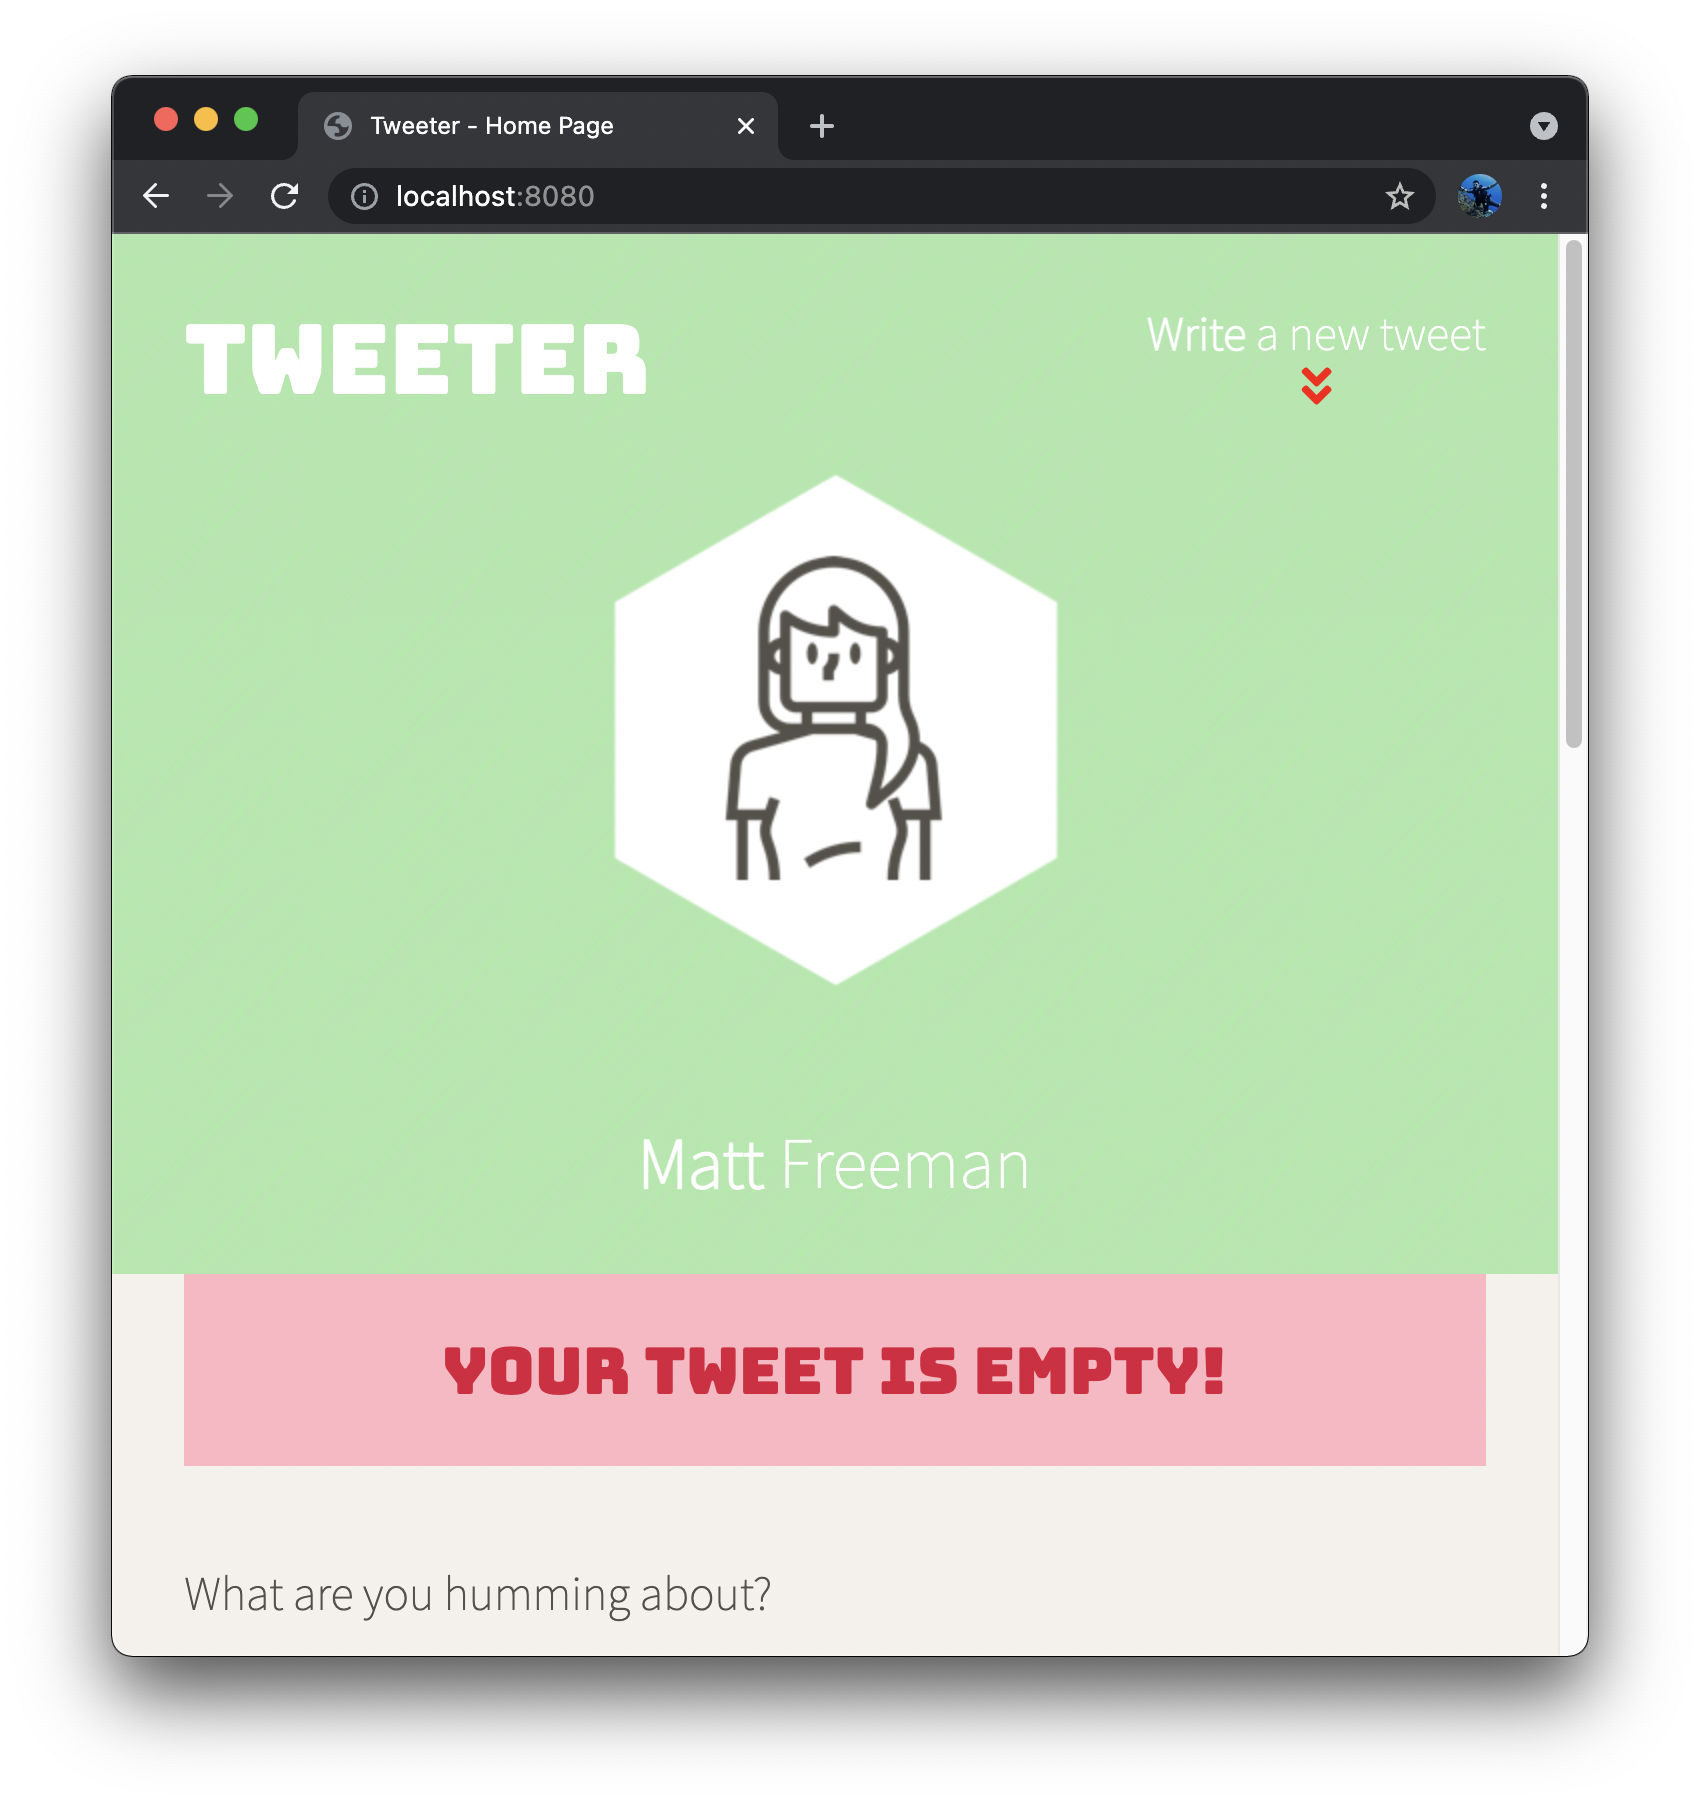 Tweeter - Home Page
localhost:8080
TWEETER
Write a new tweet
Matt Freeman
YOUR TWEET IS EMPTY!
What are you humming about?